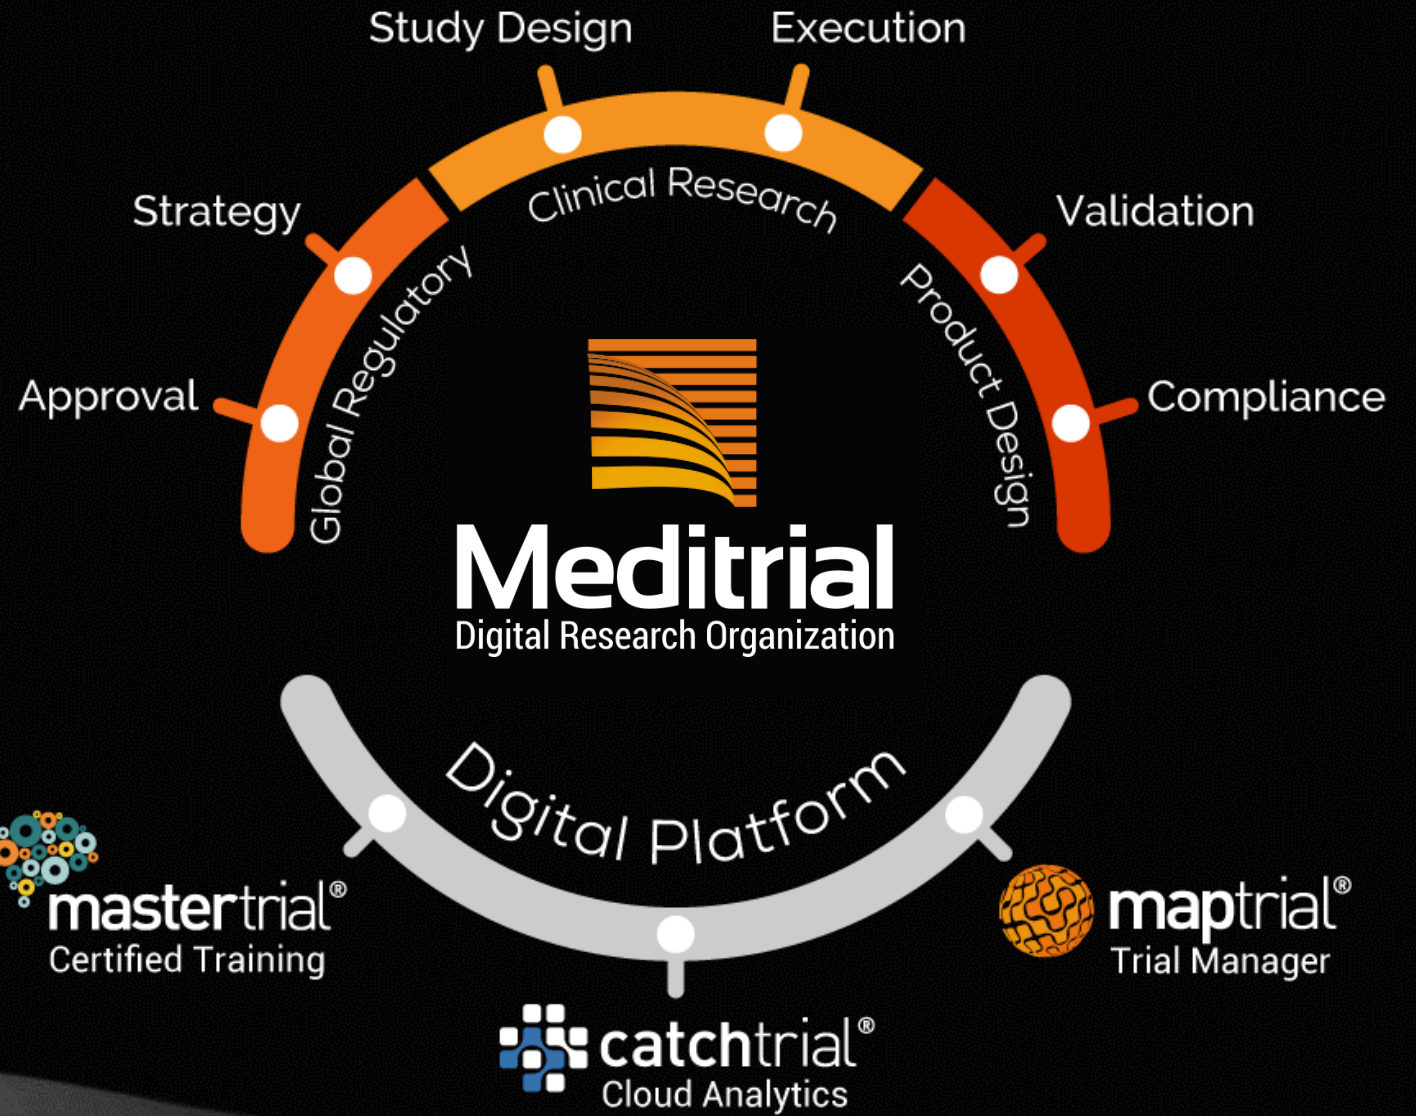 Study Design
Execution
Strategy
Validation
Clinical Research
Global Regulatory
Product Design
Approval
Compliance
Meditrial
Digital Research Organization
Digital Platform
mastertrial®
Certified Training
maptrial®
Trial Manager
catchtrial®
Cloud Analytics